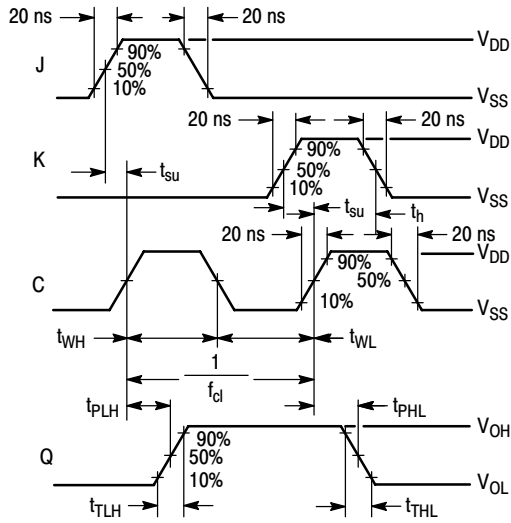 20 ns 20 ns
V_DD
90%
J 50%
10%
V_SS
20 ns 20 ns
V_DD
K 90%
t_su 50%
10% t_su t_h
V_SS
20 ns 20 ns
V_DD
90%
C 50%
10%
V_SS
t_WH t_WL
1
f_cl
t_PLH t_PHL
V_OH
90%
Q 50%
10%
V_OL
t_TLH t_THL